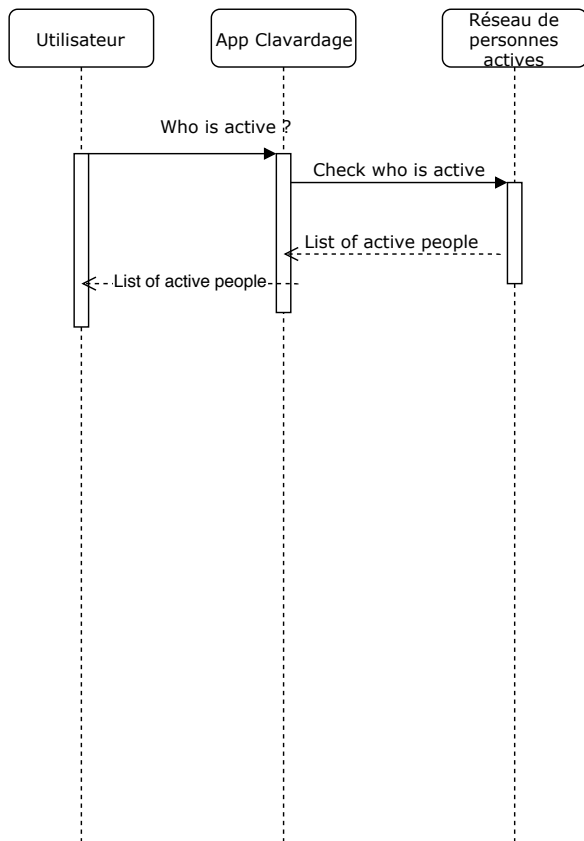 Utilisateur
App Clavardage
Réseau de
personnes
actives
Who is active ?
Check who is active
List of active people
List of active people